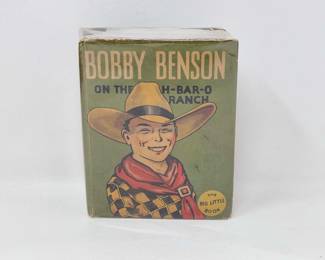 BOBBY BENSON
ON THE H-BAR-O
RANCH
THE
BIG LITTLE
BOOK